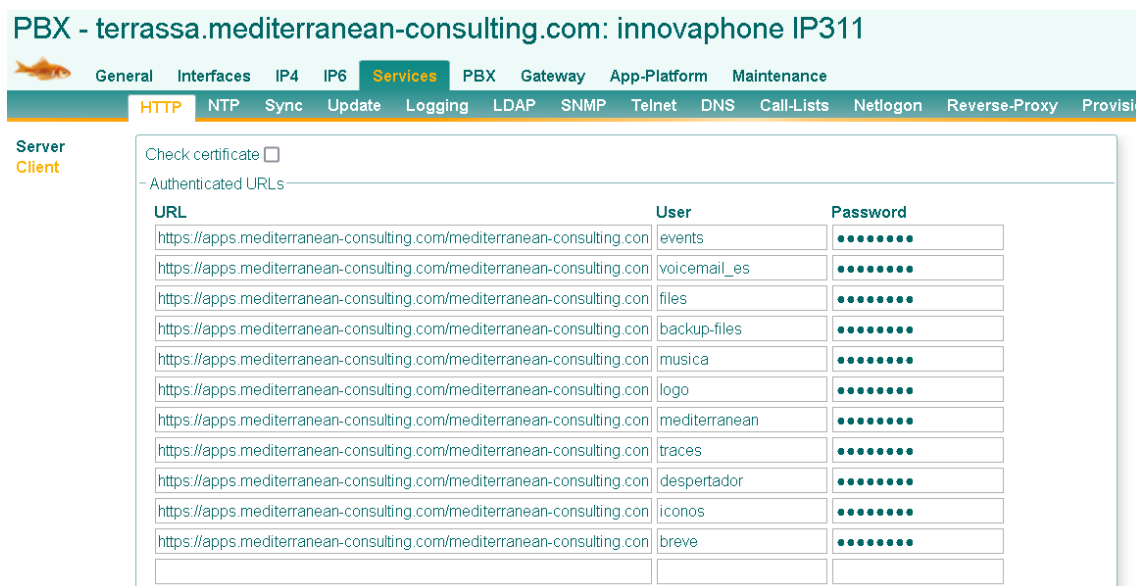 PBX - terrassa.mediterranean-consulting.com: innovaphone IP311
General Interfaces IP4 IP6 Services PBX Gateway App-Platform Maintenance
HTTP NTP Sync Update Logging LDAP SNMP Telnet DNS Call-Lists Netlogon Reverse-Proxy Provisi
Server
Client
Check certificate
Authenticated URLs
URL User Password
https://apps.mediterranean-consulting.com/mediterranean-consulting.con events ●●●●●●●●
https://apps.mediterranean-consulting.com/mediterranean-consulting.con voicemail_es ●●●●●●●●
https://apps.mediterranean-consulting.com/mediterranean-consulting.con files ●●●●●●●●
https://apps.mediterranean-consulting.com/mediterranean-consulting.con backup-files ●●●●●●●●
https://apps.mediterranean-consulting.com/mediterranean-consulting.con musica ●●●●●●●●
https://apps.mediterranean-consulting.com/mediterranean-consulting.con logo ●●●●●●●●
https://apps.mediterranean-consulting.com/mediterranean-consulting.con mediterranean ●●●●●●●●
https://apps.mediterranean-consulting.com/mediterranean-consulting.con traces ●●●●●●●●
https://apps.mediterranean-consulting.com/mediterranean-consulting.con despertador ●●●●●●●●
https://apps.mediterranean-consulting.com/mediterranean-consulting.con iconos ●●●●●●●●
https://apps.mediterranean-consulting.com/mediterranean-consulting.con breve ●●●●●●●●